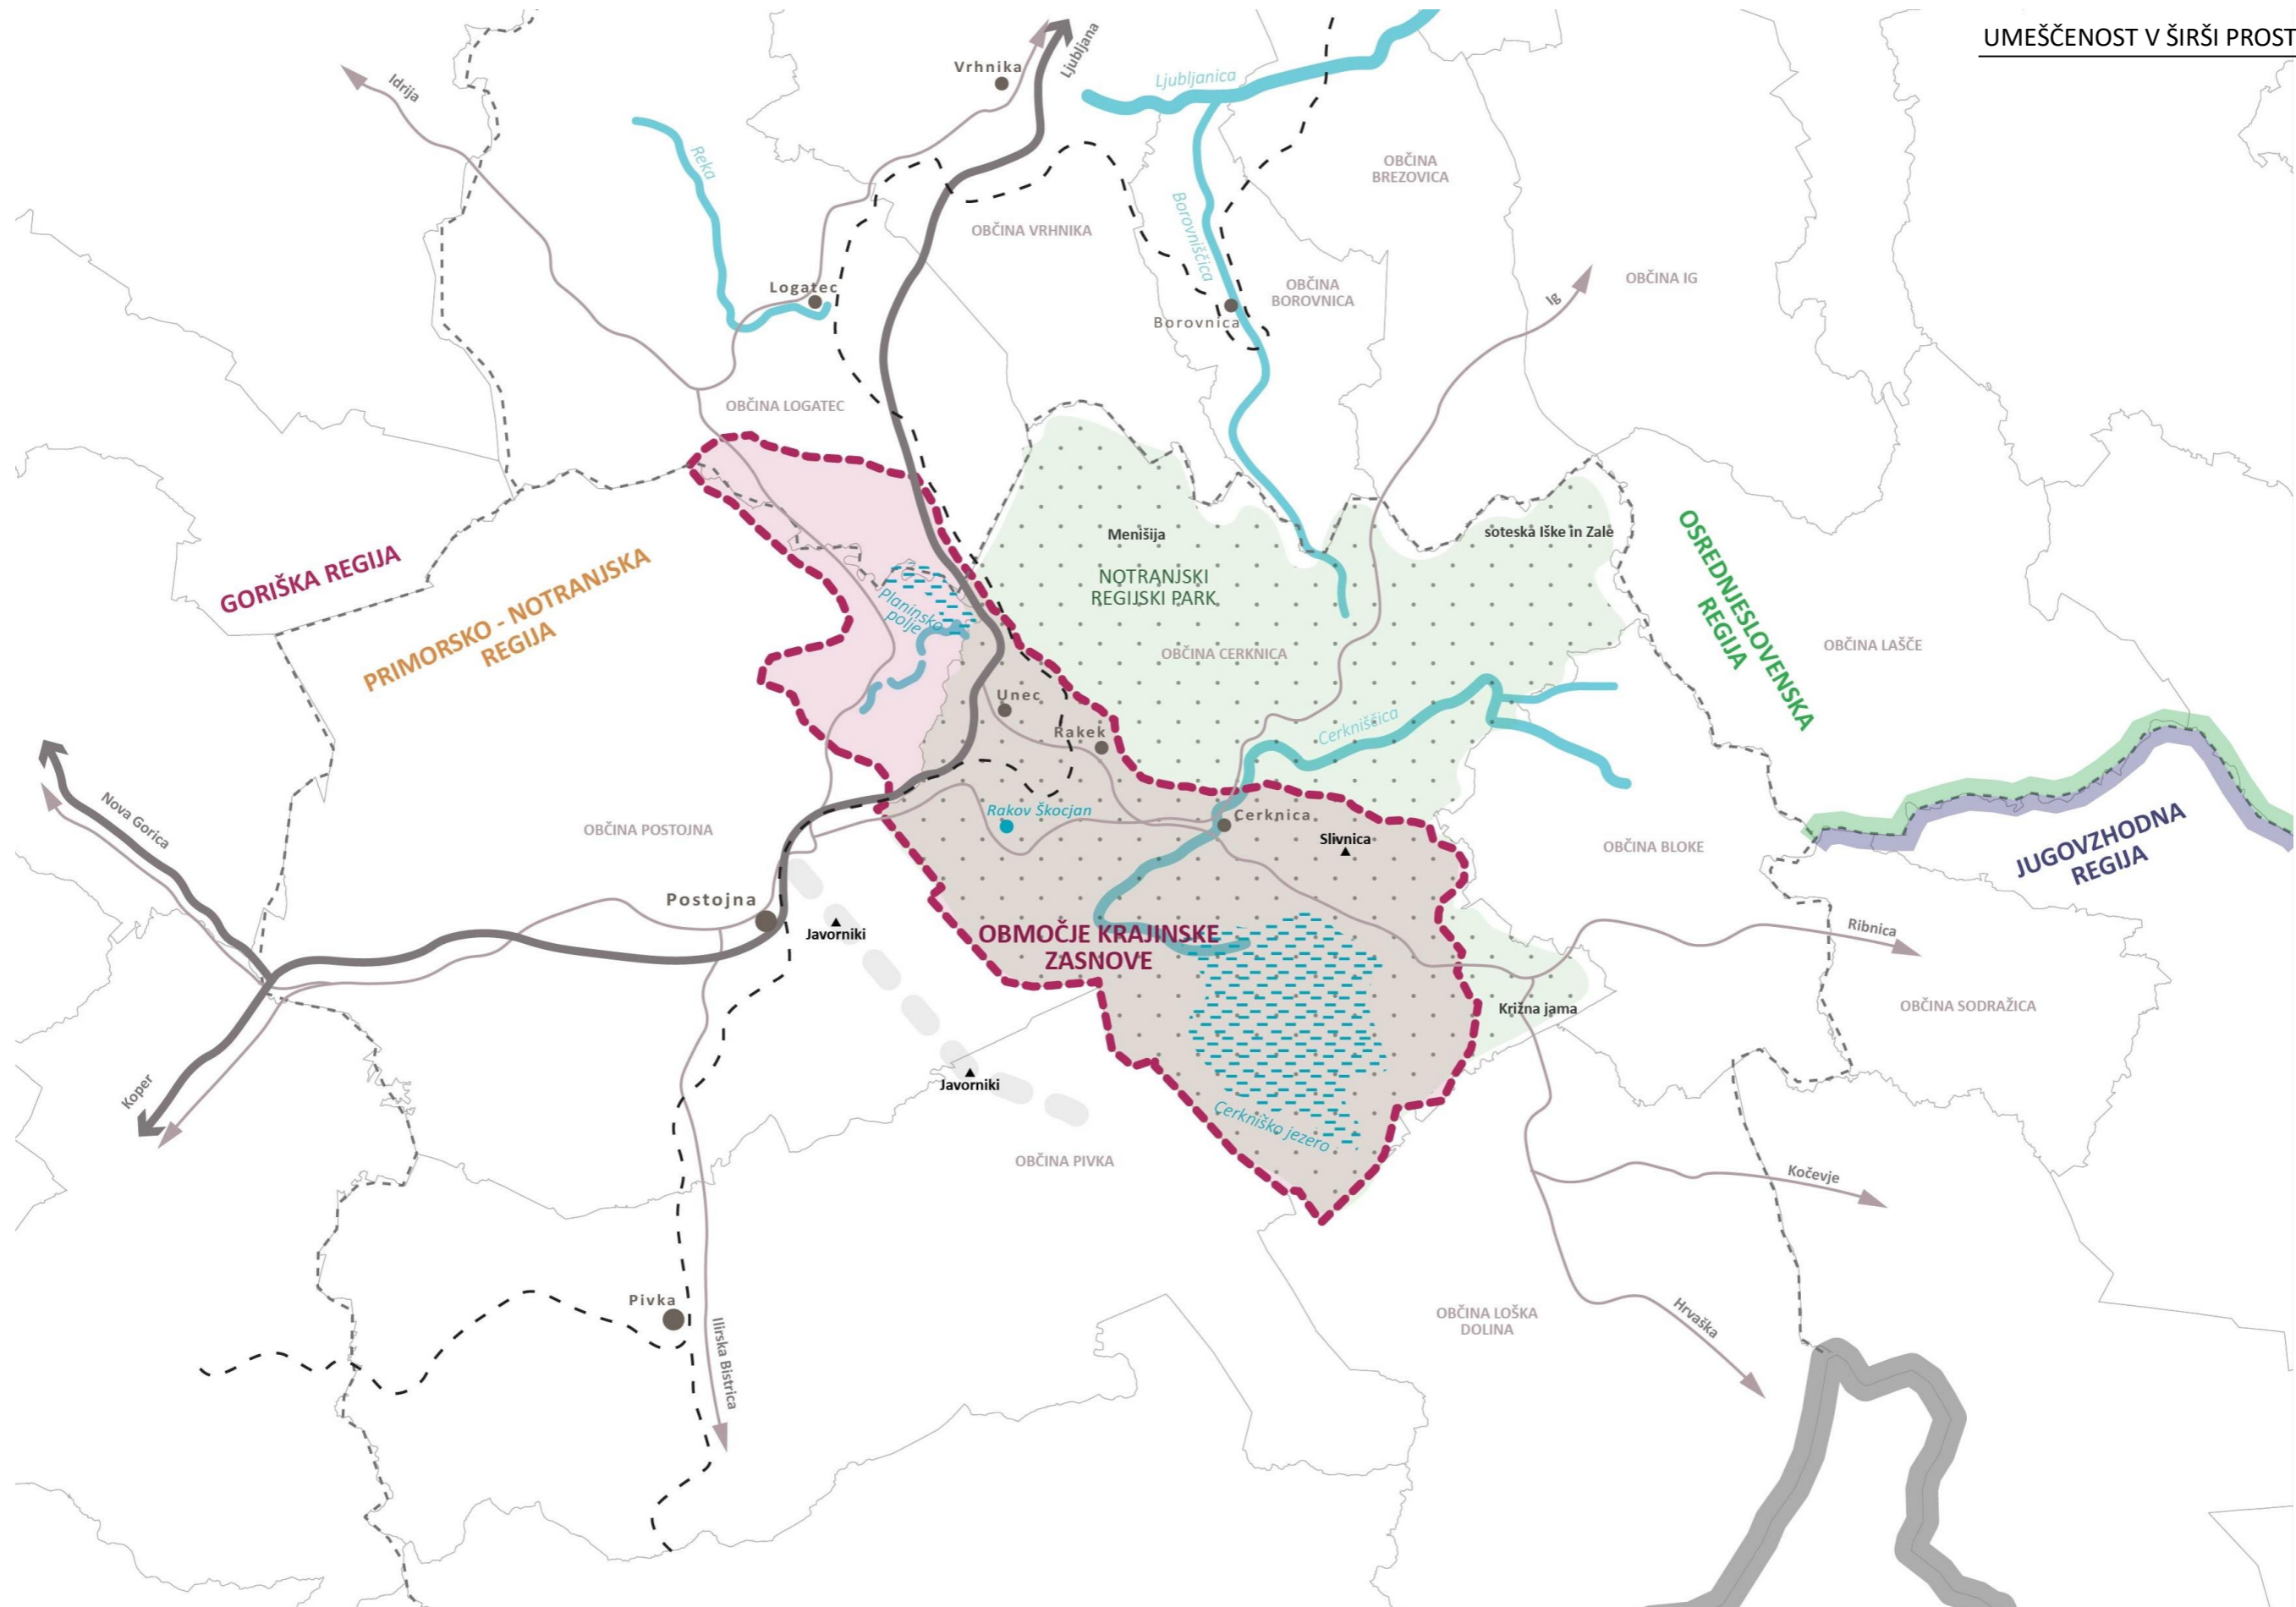 UMEŠČENOST V ŠIRŠI PROST
Ljubljana
Vrhnika
Idrija
Ljubljanica
Reka
OBČINA
BREZOVICA
Borovniščica
OBČINA VRHNIKA
Logatec
OBČINA
BOROVNICA
OBČINA IG
Ig
Borovnica
OBČINA LOGATEC
Menišija
soteska Iške in Zale
NOTRANJSKI
REGIJSKI PARK
GORIŠKA REGIJA
PRIMORSKO - NOTRANJSKA
REGIJA
Planinsko
polje
OSREDNJESLOVENSKA
REGIJA
OBČINA CERKNICA
OBČINA LAŠČE
Unec
Rakek
Cerkniščica
Nova Gorica
OBČINA POSTOJNA
Rakov Škocjan
Cerknica
Slivnica
OBČINA BLOKE
JUGOVZHODNA
REGIJA
Postojna
Javorniki
OBMOČJE KRAJINSKE
ZASNOVE
Ribnica
Križna jama
OBČINA SODRAŽICA
Koper
Javorniki
Cerkniško jezero
OBČINA PIVKA
Kočevje
Pivka
Ilirska Bistrica
OBČINA LOŠKA
DOLINA
Hrvaška